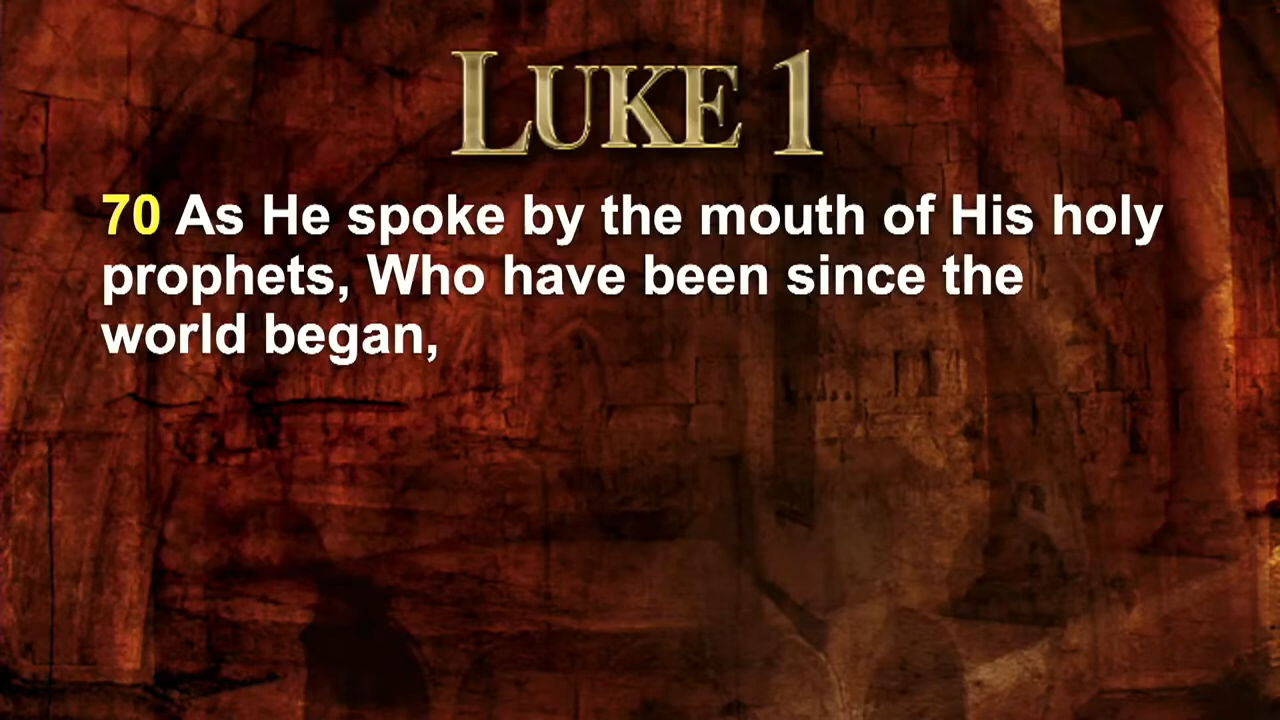 LUKE 1
70 As He spoke by the mouth of His holy
prophets, Who have been since the
world began,